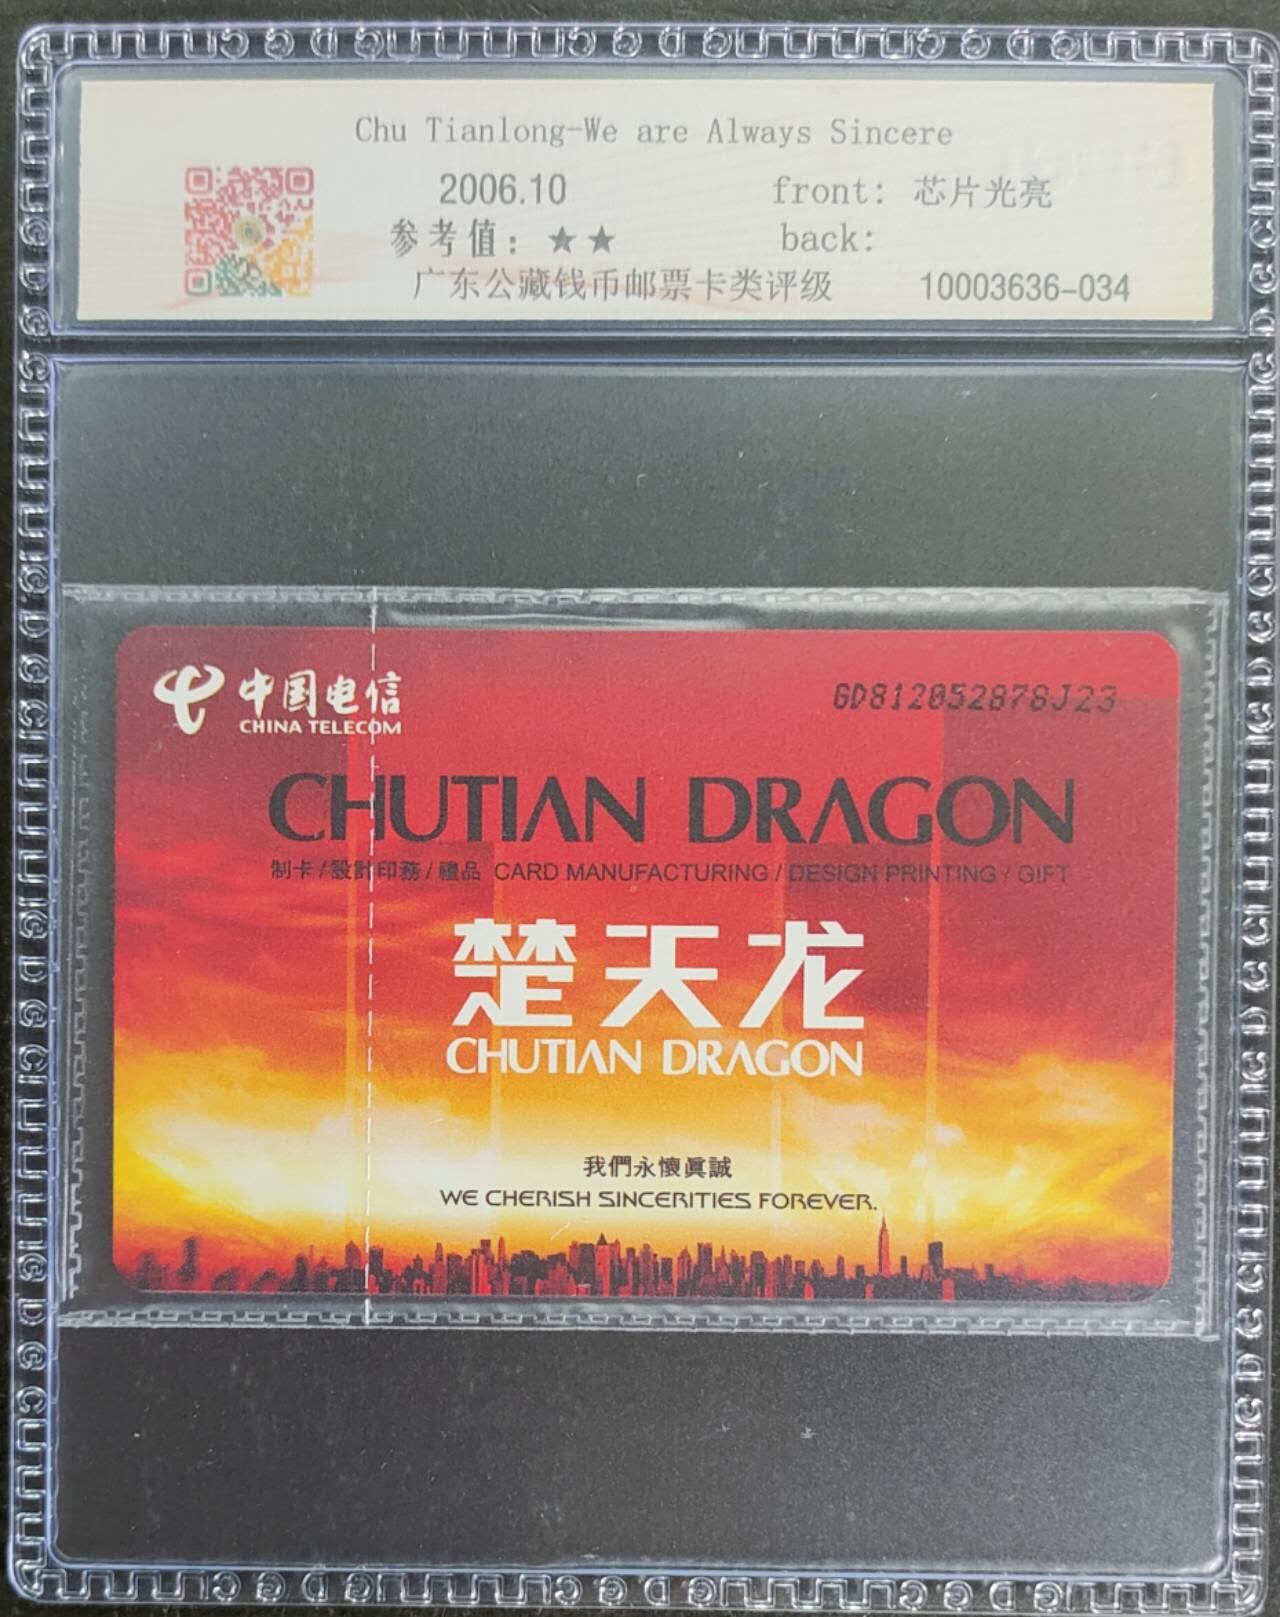 Chu Tianlong-We are Always Sincere
2006.10 front: 芯片光亮
参考值：★★ back:
广东公藏钱币邮票卡类评级 10003636-034
中国电信
CHINA TELECOM
GD812052878J23
CHUTIAN DRAGON
制卡/設計印務/禮品 CARD MANUFACTURING / DESIGN PRINTING / GIFT
楚天龙
CHUTIAN DRAGON
我們永懷眞誠
WE CHERISH SINCERITIES FOREVER.